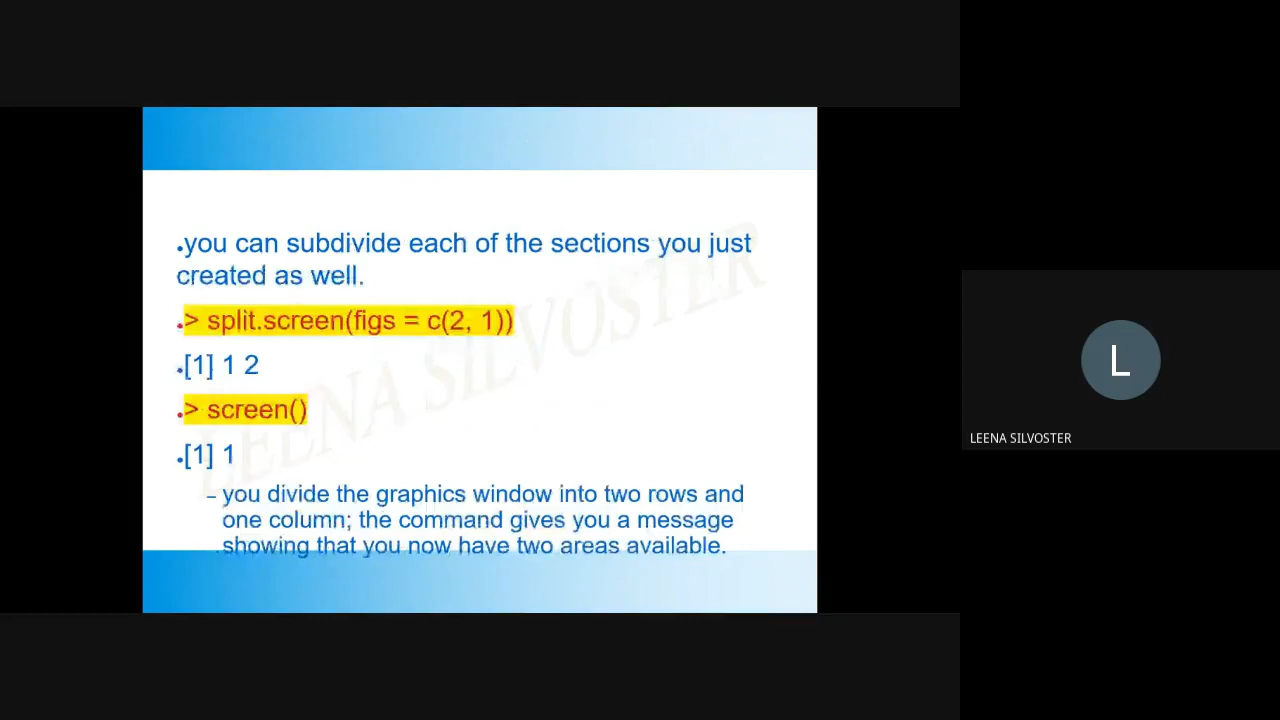 •you can subdivide each of the sections you just
created as well.
•> split.screen(figs = c(2, 1))
•[1] 1 2
•> screen()
•[1] 1
– you divide the graphics window into two rows and
one column; the command gives you a message
showing that you now have two areas available.
LEENA SILVOSTER
L
LEENA SILVOSTER